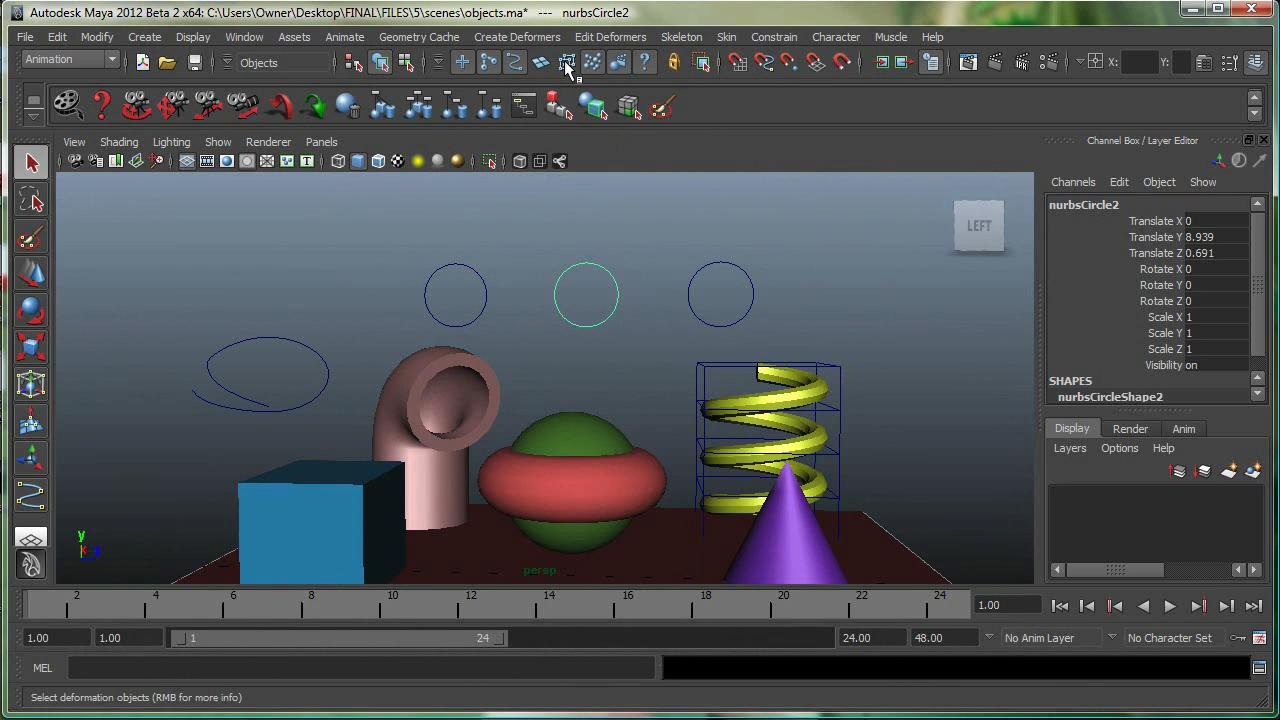 Autodesk Maya 2012 Beta 2 x64: C:\Users\Owner\Desktop\FINAL\FILES\5\scenes\objects.ma* --- nurbsCircle2
File Edit Modify Create Display Window Assets Animate Geometry Cache Create Deformers Edit Deformers Skeleton Skin Constrain Character Muscle Help
Animation Objects X: Y:
View Shading Lighting Show Renderer Panels
Channel Box / Layer Editor
Channels Edit Object Show
nurbsCircle2
Translate X 0
Translate Y 8.939
Translate Z 0.691
Rotate X 0
Rotate Y 0
Rotate Z 0
Scale X 1
Scale Y 1
Scale Z 1
Visibility on
SHAPES
nurbsCircleShape2
LEFT
Display Render Anim
Layers Options Help
y
persp
2 4 6 8 10 12 14 16 18 20 22 24
1.00
1.00 1.00 1 24 24.00 48.00 No Anim Layer No Character Set
MEL
Select deformation objects (RMB for more info)